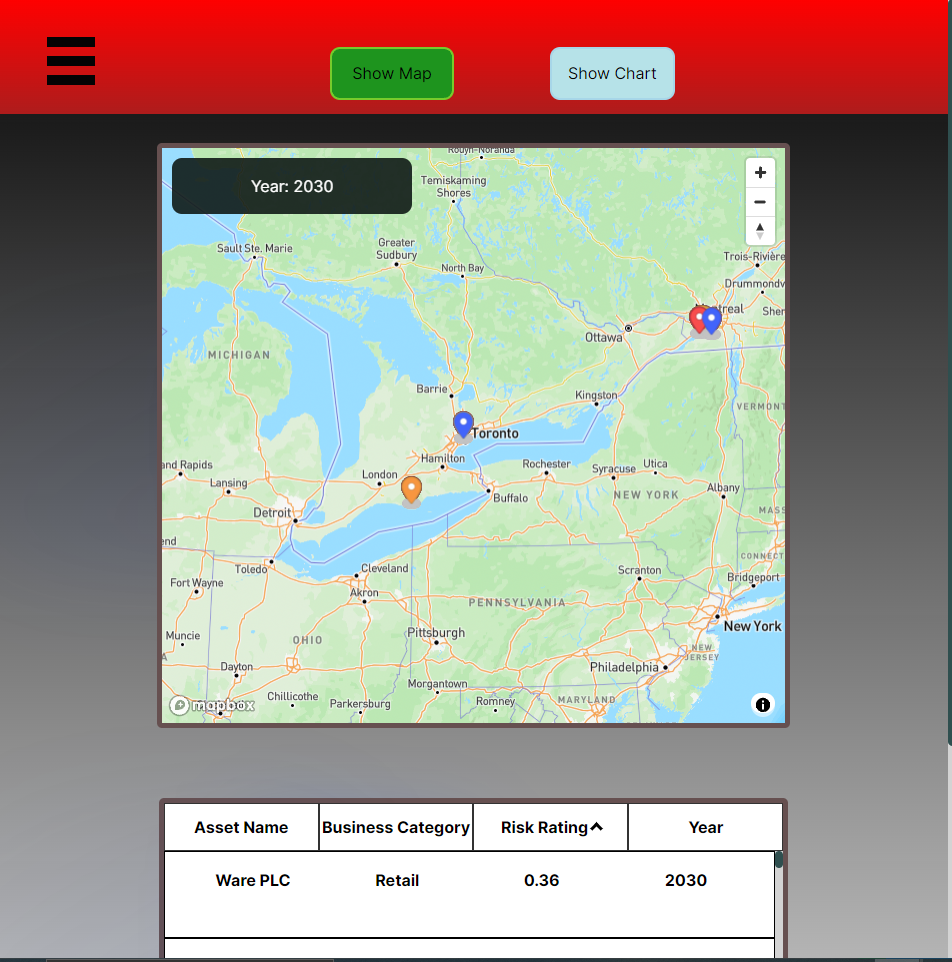 Show Map
Show Chart
Rouyn-Noranda
Year: 2030
Temiskaming
Shores
Sault Ste. Marie
Greater
Sudbury
North Bay
Trois-Rivière
Drummondv
Montreal
Sher
Ottawa
MICHIGAN
Barrie
Kingston
VERMONT
Toronto
Hamilton
and Rapids
London
Rochester
Syracuse
Utica
Lansing
Buffalo
NEW YORK
Albany
Detroit
MASS
end
CONNECT
Toledo
Cleveland
Scranton
Bridgeport
Fort Wayne
Akron
PENNSYLVANIA
New York
Muncie
OHIO
Pittsburgh
NEW
JERSEY
A
Dayton
Philadelphia
Chillicothe
Morgantown
Parkersburg
Romney
MARYLAND
mapbox
Asset Name
Business Category
Risk Rating
Year
Ware PLC
Retail
0.36
2030